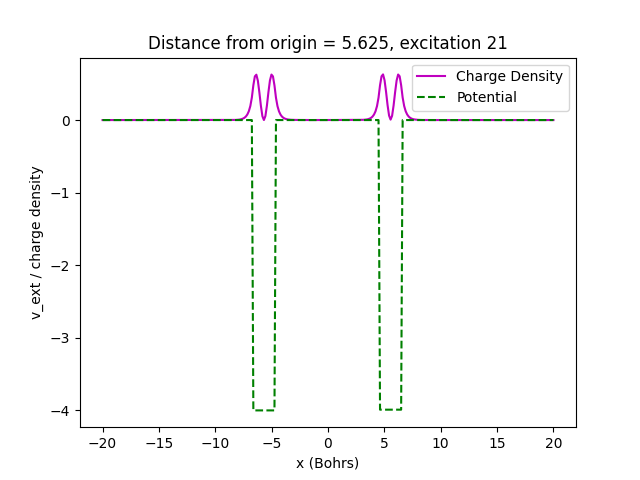 Distance from origin = 5.625, excitation 21
Charge Density
Potential
v_ext / charge density
0
−1
−2
−3
−4
−20
−15
−10
−5
0
5
10
15
20
x (Bohrs)